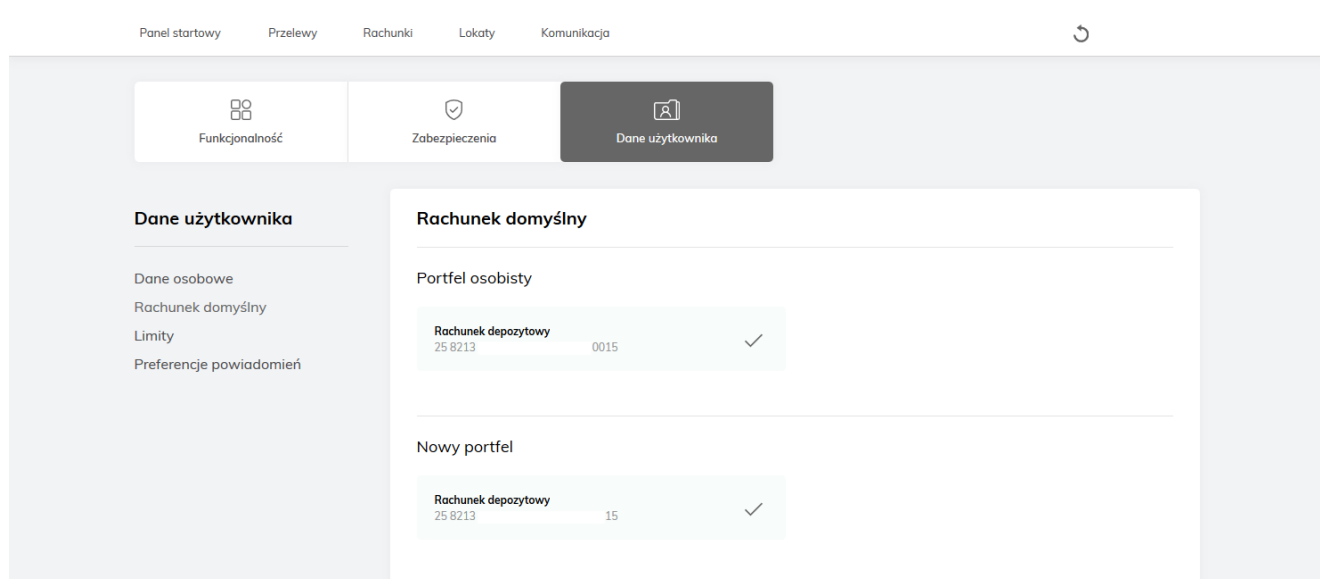 Panel startowy Przelewy Rachunki Lokaty Komunikacja
Funkcjonalność Zabezpieczenia Dane użytkownika
Dane użytkownika
Dane osobowe
Rachunek domyślny
Limity
Preferencje powiadomień
Rachunek domyślny
Portfel osobisty
Rachunek depozytowy
25 8213 0015
Nowy portfel
Rachunek depozytowy
25 8213 15